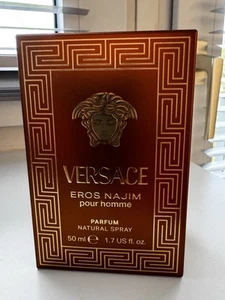 VERSACE
EROS NAJIM
pour homme
PARFUM
NATURAL SPRAY
50 ml ℮ 1.7 US fl. oz.